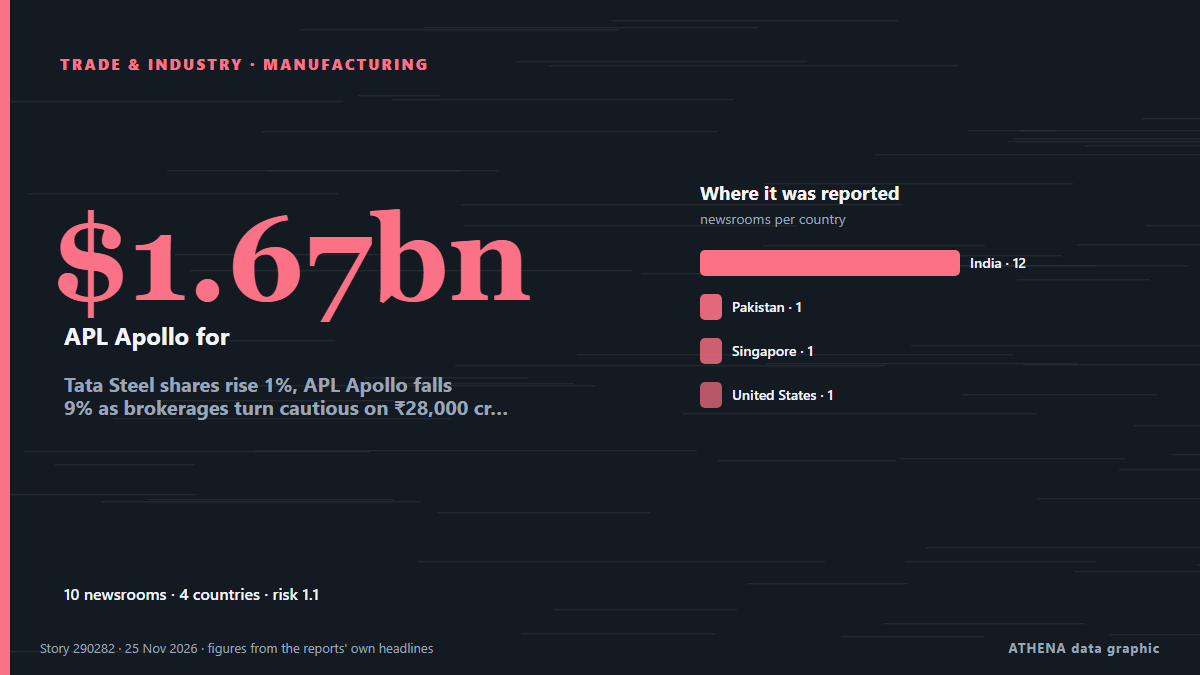 TRADE & INDUSTRY · MANUFACTURING
$1.67bn
APL Apollo for
Tata Steel shares rise 1%, APL Apollo falls
9% as brokerages turn cautious on ₹28,000 cr...
Where it was reported
newsrooms per country
India · 12
Pakistan · 1
Singapore · 1
United States · 1
10 newsrooms · 4 countries · risk 1.1
Story 290282 · 25 Nov 2026 · figures from the reports' own headlines
ATHENA data graphic